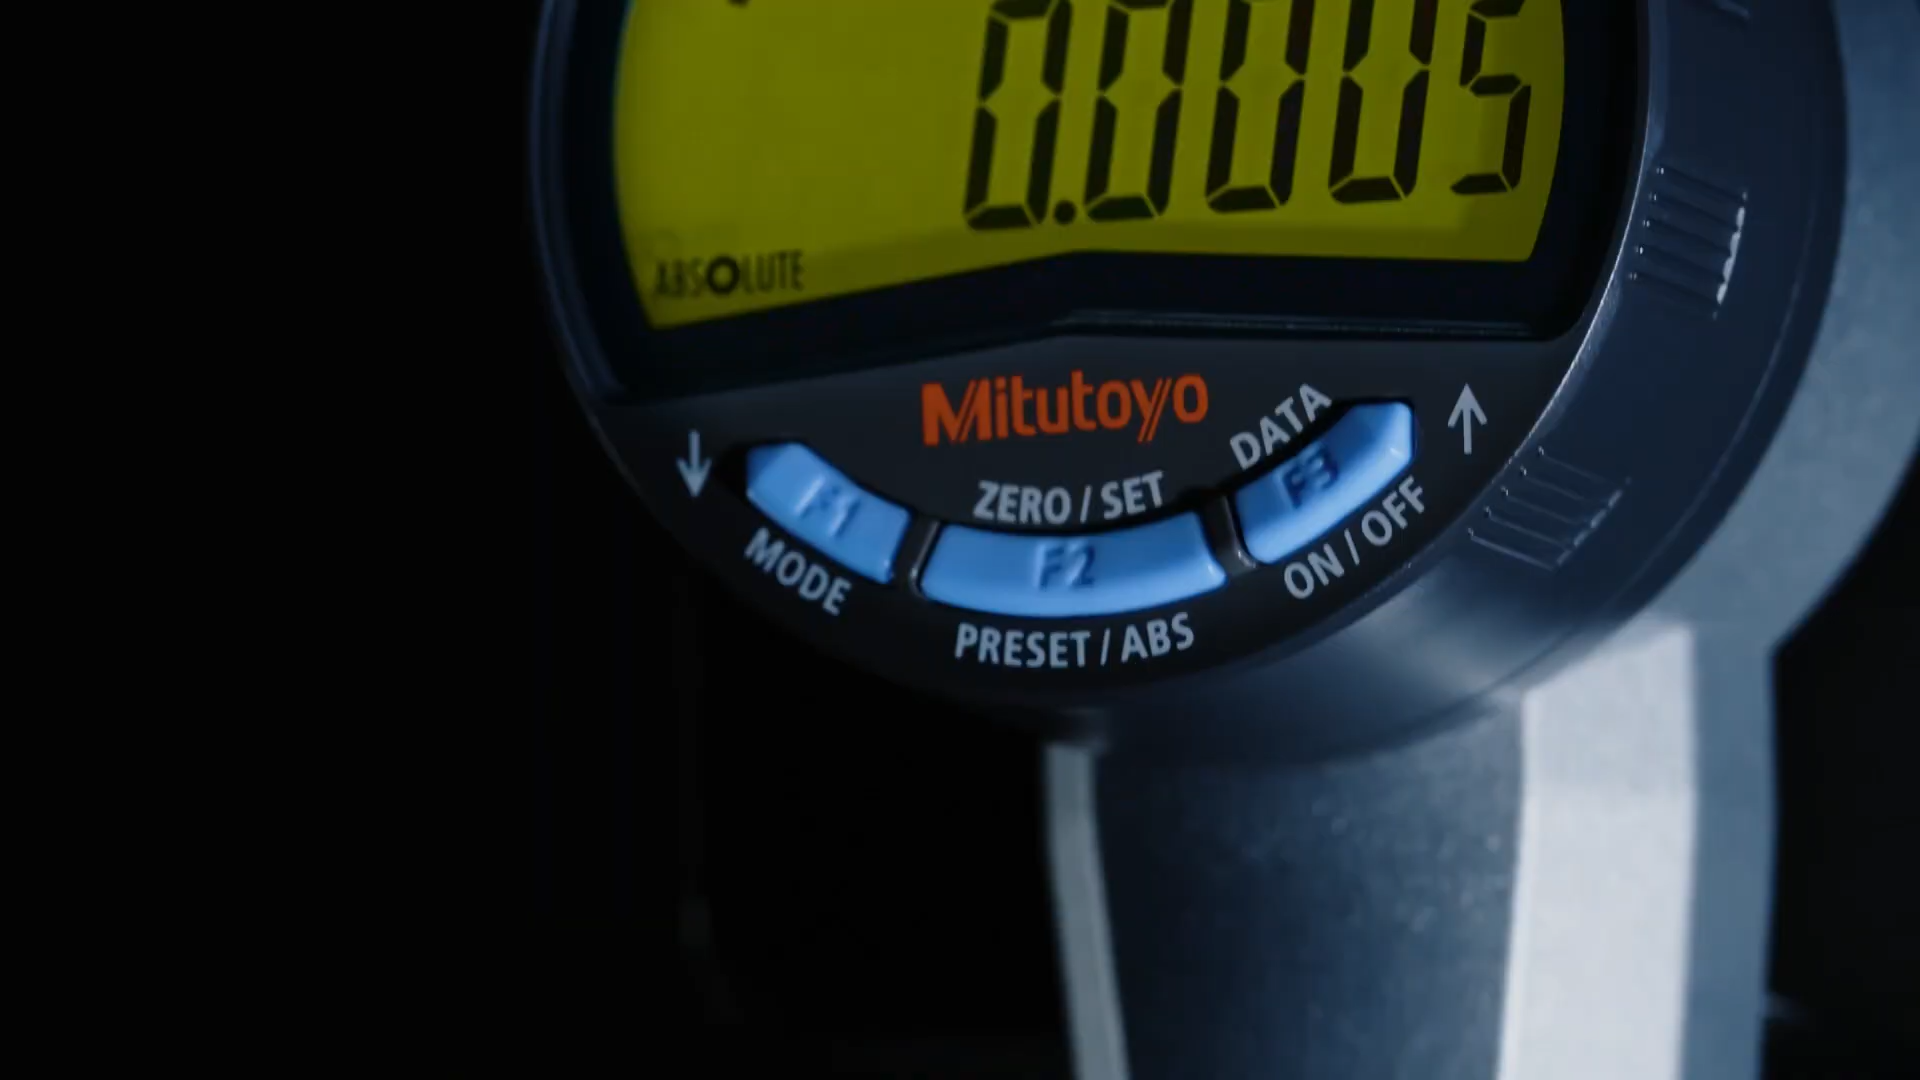 0.0005
ABSOLUTE
Mitutoyo
DATA
ZERO / SET
F1
F2
F3
MODE
ON / OFF
PRESET / ABS